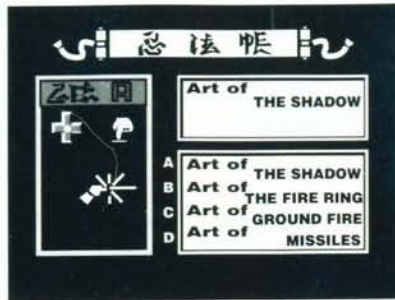 忍法帳
Art of
THE SHADOW
A Art of
THE SHADOW
B Art of
THE FIRE RING
C Art of
GROUND FIRE
D Art of
MISSILES